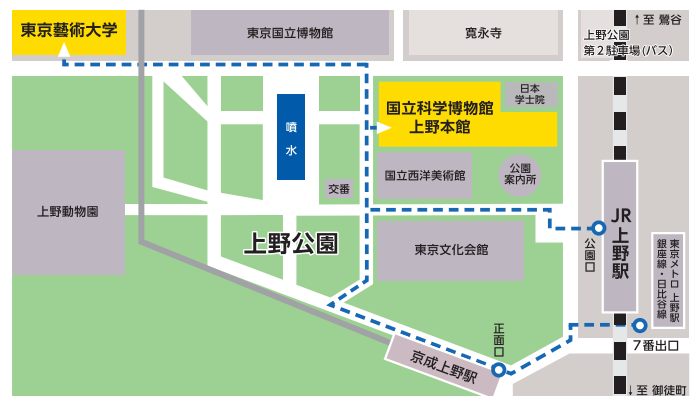 東京藝術大学
東京国立博物館
寛永寺
↑至 鶯谷
上野公園
第2駐車場(バス)
国立科学博物館
上野本館
日本
学士院
噴
水
国立西洋美術館
公園
案内所
交番
上野動物園
上野公園
東京文化会館
公園口
JR
上野駅
東京メトロ 上野駅
銀座線・日比谷線
正面口
7番出口
京成上野駅
↓至 御徒町